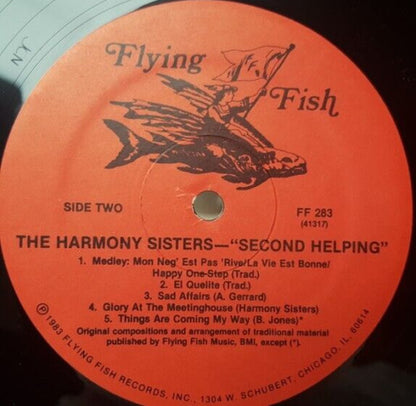 Flying
Fish
SIDE TWO
FF 283
(41317)
THE HARMONY SISTERS—"SECOND HELPING"
1. Medley: Mon Neg' Est Pas 'Rive/La Vie Est Bonne/
Happy One-Step (Trad.)
2. El Quelite (Trad.)
3. Sad Affairs (A. Gerrard)
4. Glory At The Meetinghouse (Harmony Sisters)
5. Things Are Coming My Way (B. Jones)*
Original compositions and arrangement of traditional material
published by Flying Fish Music, BMI, except (*).
Ⓟ1983 FLYING FISH RECORDS, INC., 1304 W. SCHUBERT, CHICAGO, IL 60614